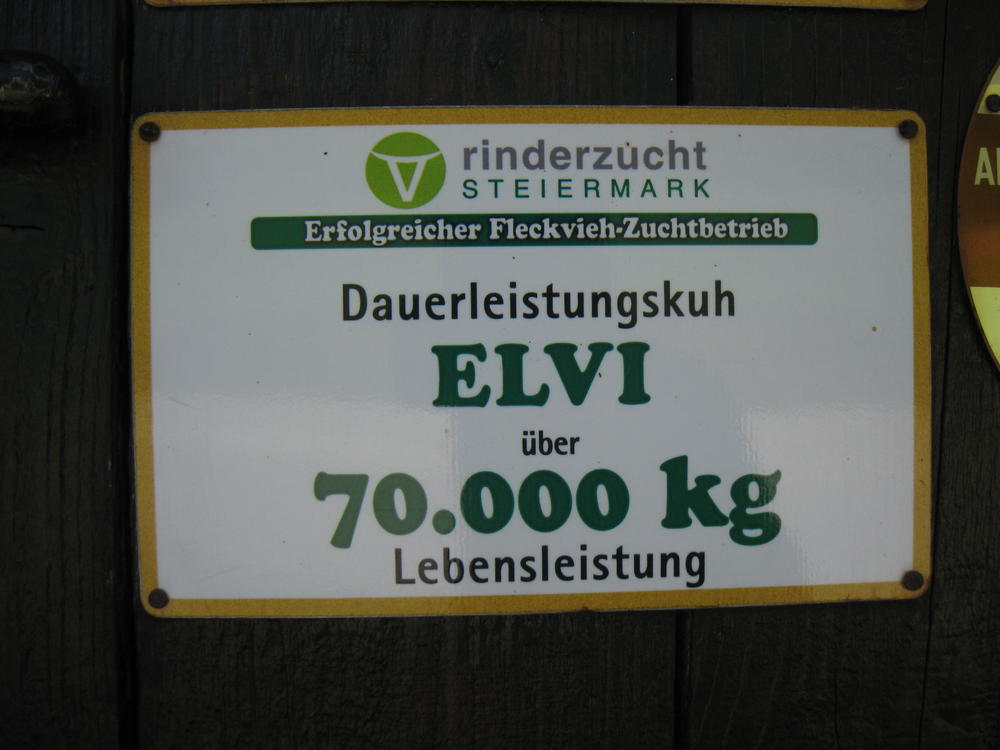 rinderzucht
STEIERMARK
Erfolgreicher Fleckvieh-Zuchtbetrieb
Dauerleistungskuh
ELVI
über
70.000 kg
Lebensleistung